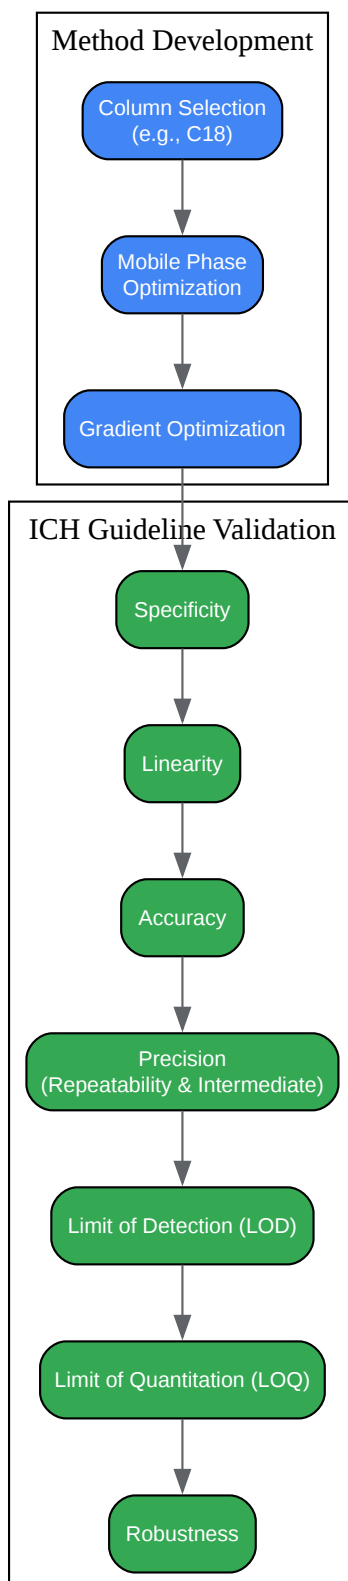 Method Development
Column Selection
(e.g., C18)
Mobile Phase
Optimization
Gradient Optimization
ICH Guideline Validation
Specificity
Linearity
Accuracy
Precision
(Repeatability & Intermediate)
Limit of Detection (LOD)
Limit of Quantitation (LOQ)
Robustness